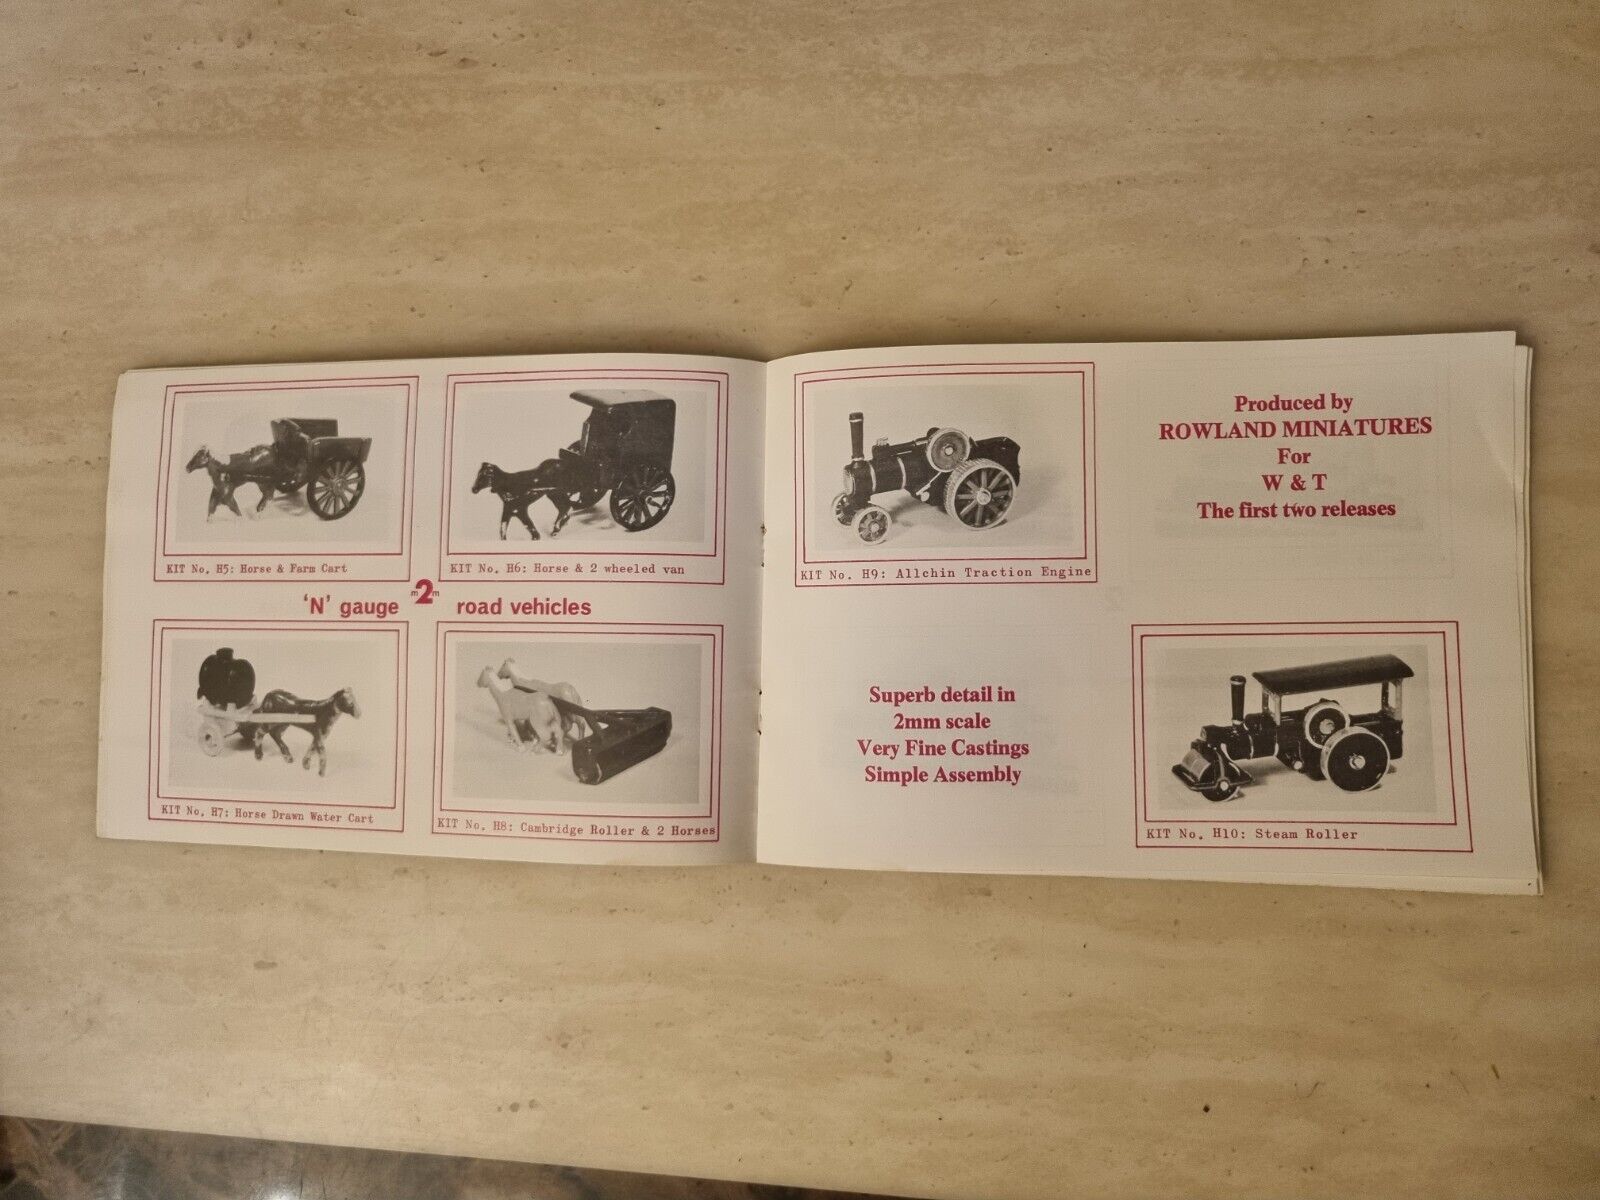 KIT No. H5: Horse & Farm Cart
KIT No. H6: Horse & 2 wheeled van
'N' gauge m2m road vehicles
KIT No. H7: Horse Drawn Water Cart
KIT No. H8: Cambridge Roller & 2 Horses
KIT No. H9: Allchin Traction Engine
Produced by
ROWLAND MINIATURES
For
W & T
The first two releases
Superb detail in
2mm scale
Very Fine Castings
Simple Assembly
KIT No. H10: Steam Roller